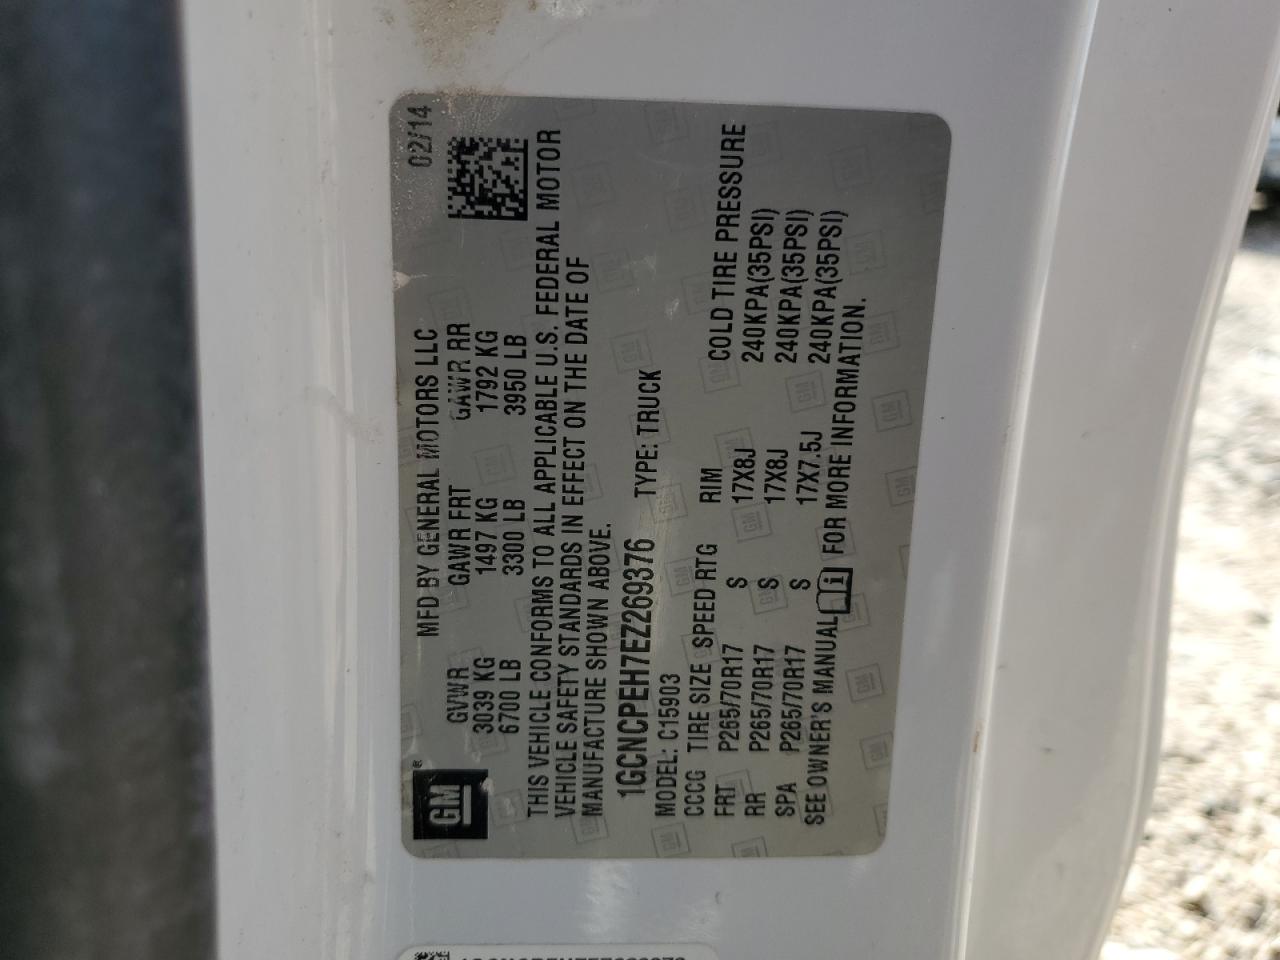 GM ®
MFD BY GENERAL MOTORS LLC 02/14
GVWR GAWR FRT GAWR RR
3039 KG 1497 KG 1792 KG
6700 LB 3300 LB 3950 LB
THIS VEHICLE CONFORMS TO ALL APPLICABLE U.S. FEDERAL MOTOR
VEHICLE SAFETY STANDARDS IN EFFECT ON THE DATE OF
MANUFACTURE SHOWN ABOVE.
1GCNCPEH7EZ269376 TYPE: TRUCK
MODEL: C15903
CCCG TIRE SIZE SPEED RTG RIM COLD TIRE PRESSURE
FRT P265/70R17 S 17X8J 240KPA(35PSI)
RR P265/70R17 S 17X8J 240KPA(35PSI)
SPA P265/70R17 S 17X7.5J 240KPA(35PSI)
SEE OWNER'S MANUAL i FOR MORE INFORMATION.